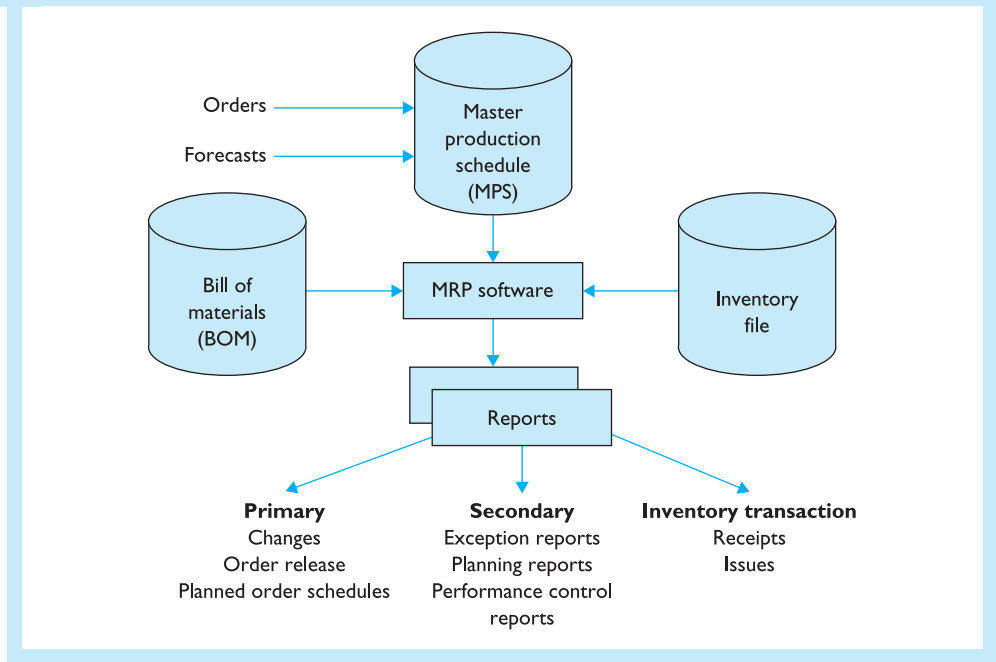 Orders
Forecasts
Master
production
schedule
(MPS)
Bill of
materials
(BOM)
MRP software
Inventory
file
Reports
Primary
Changes
Order release
Planned order schedules
Secondary
Exception reports
Planning reports
Performance control
reports
Inventory transaction
Receipts
Issues